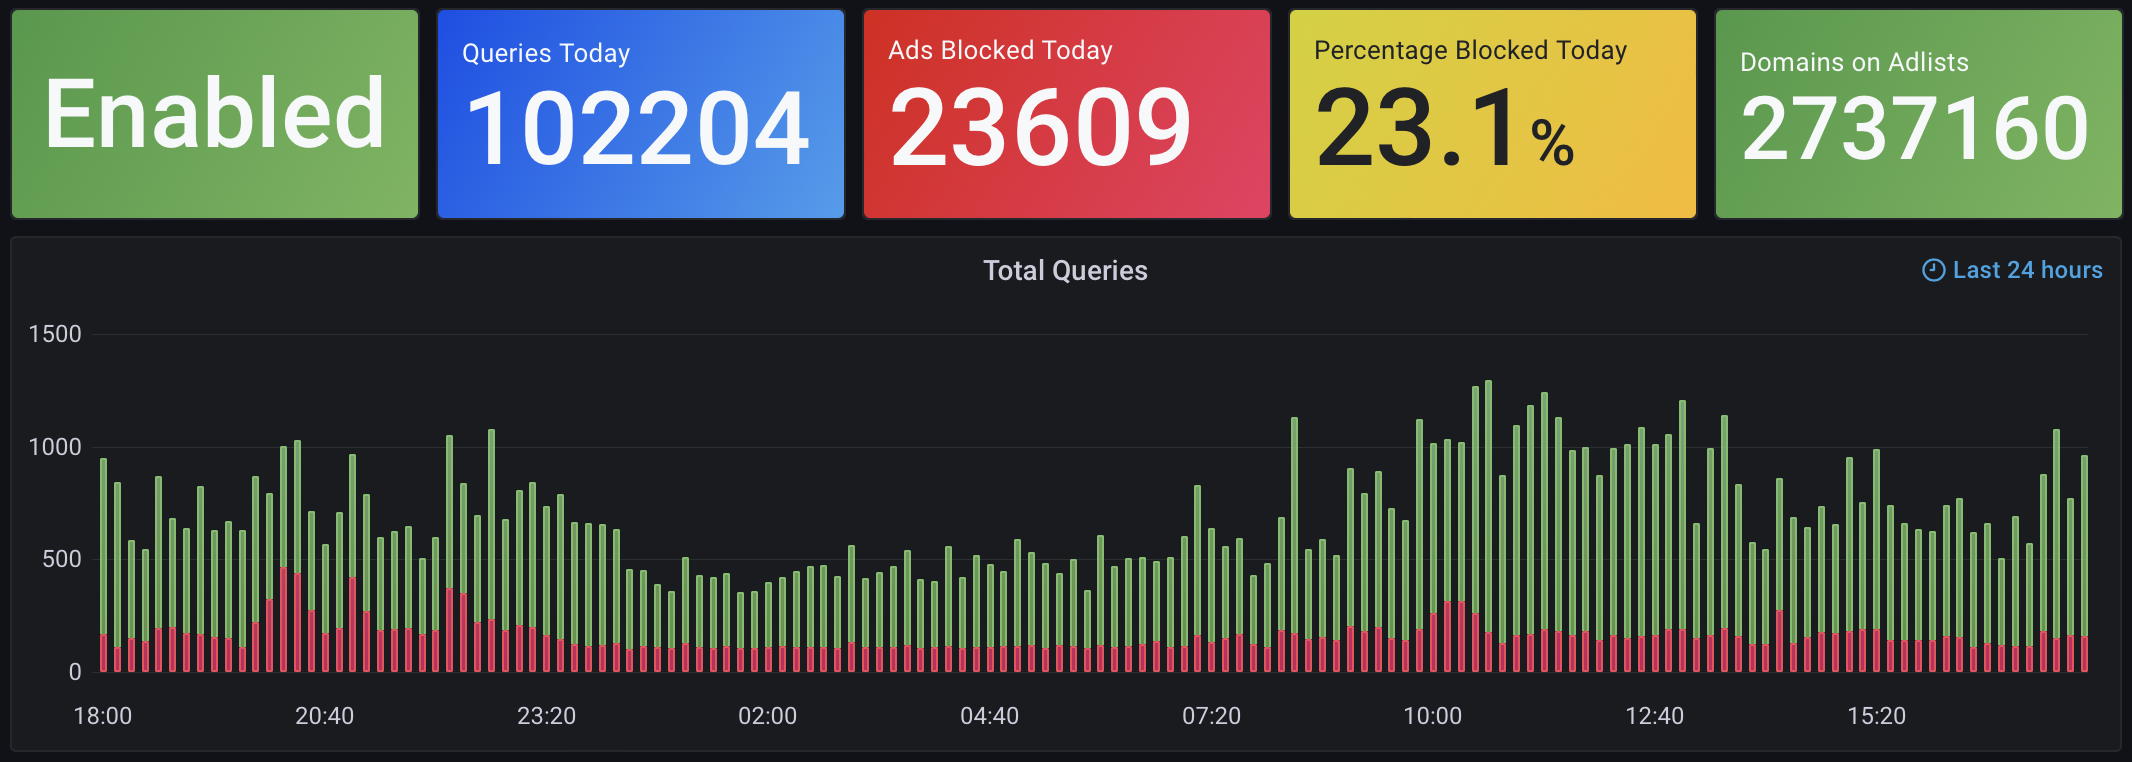 Enabled
Queries Today
102204
Ads Blocked Today
23609
Percentage Blocked Today
23.1%
Domains on Adlists
2737160
Total Queries
Last 24 hours
1500
1000
500
0
18:00 20:40 23:20 02:00 04:40 07:20 10:00 12:40 15:20